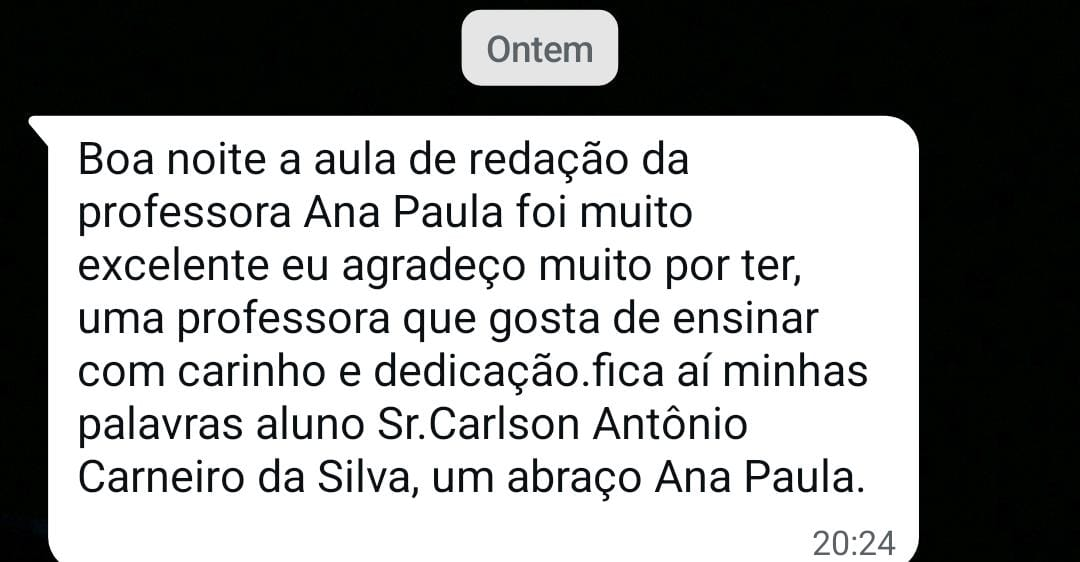 Ontem
Boa noite a aula de redação da
professora Ana Paula foi muito
excelente eu agradeço muito por ter,
uma professora que gosta de ensinar
com carinho e dedicação.fica aí minhas
palavras aluno Sr.Carlson Antônio
Carneiro da Silva, um abraço Ana Paula.
20:24